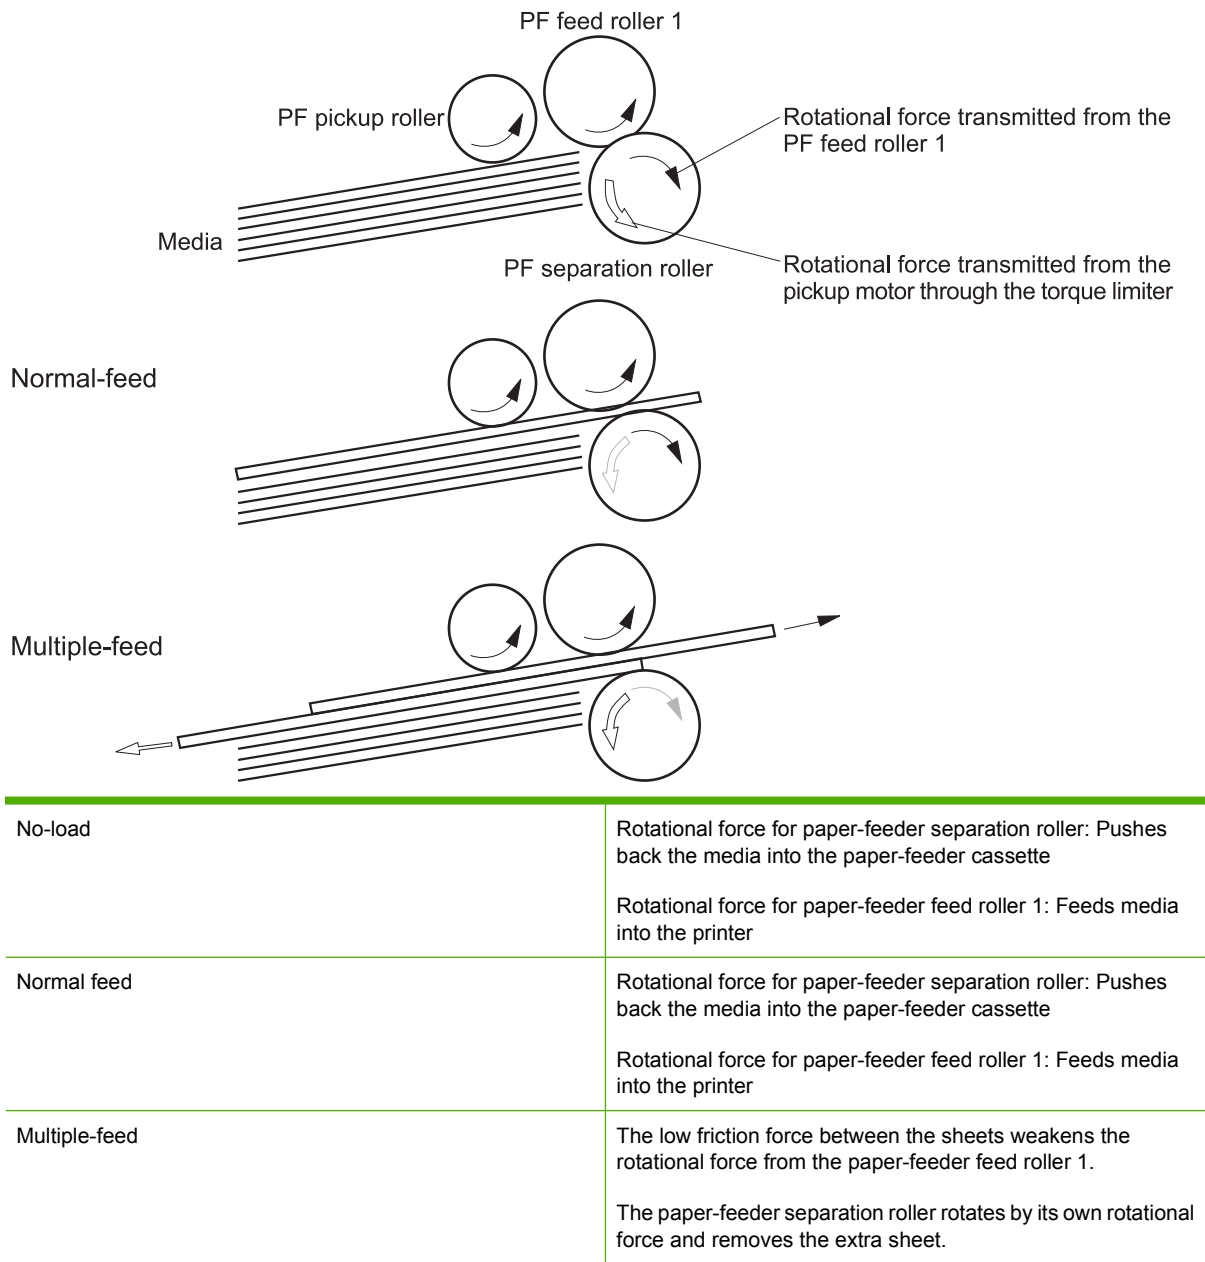 PF feed roller 1
PF pickup roller
Rotational force transmitted from the
PF feed roller 1
Media
PF separation roller
Rotational force transmitted from the
pickup motor through the torque limiter
Normal-feed
Multiple-feed
No-load
Rotational force for paper-feeder separation roller: Pushes
back the media into the paper-feeder cassette
Rotational force for paper-feeder feed roller 1: Feeds media
into the printer
Normal feed
Rotational force for paper-feeder separation roller: Pushes
back the media into the paper-feeder cassette
Rotational force for paper-feeder feed roller 1: Feeds media
into the printer
Multiple-feed
The low friction force between the sheets weakens the
rotational force from the paper-feeder feed roller 1.
The paper-feeder separation roller rotates by its own rotational
force and removes the extra sheet.